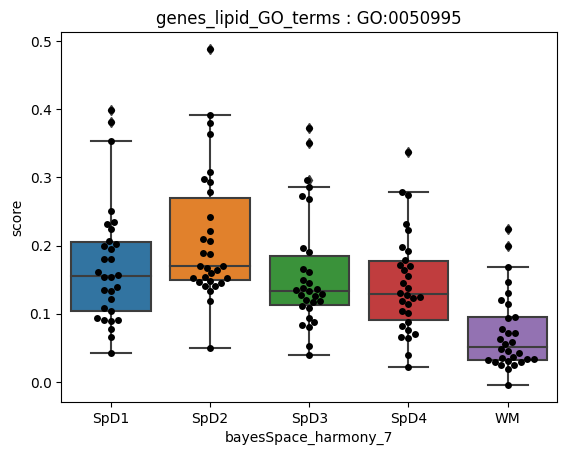 genes_lipid_GO_terms : GO:0050995
0.5
0.4
0.3
0.2
0.1
0.0
score
SpD1 SpD2 SpD3 SpD4 WM
bayesSpace_harmony_7